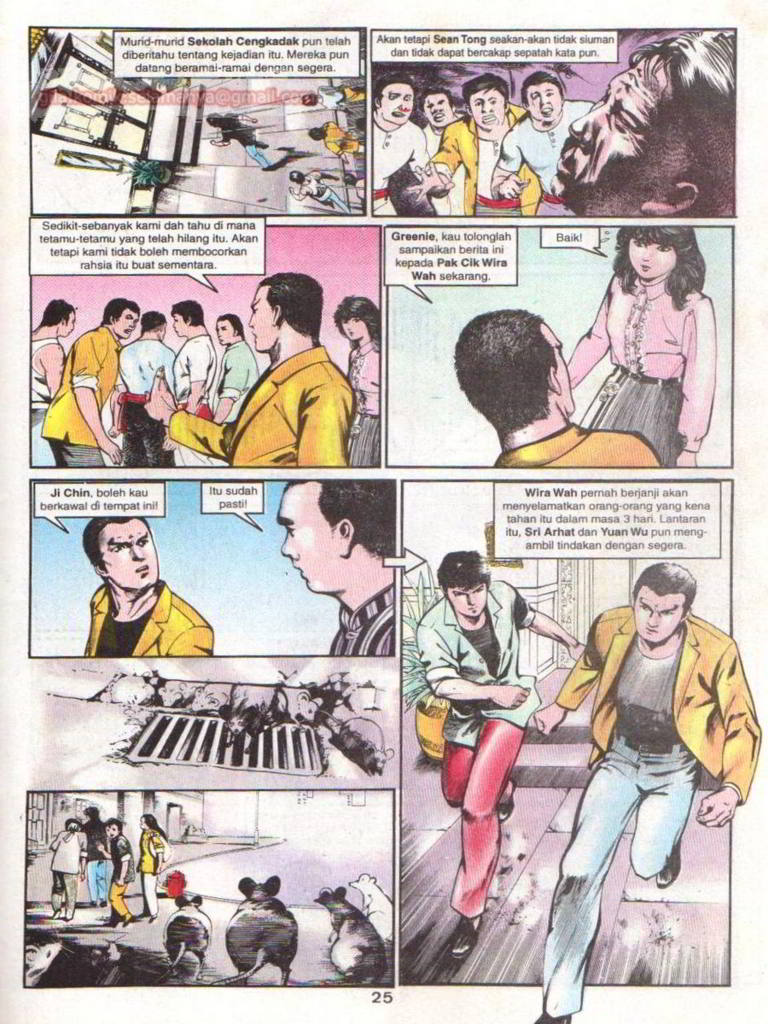 Murid-murid Sekolah Cengkadak pun telah
diberitahu tentang kejadian itu. Mereka pun
datang beramai-ramai dengan segera.
Akan tetapi Sean Tong seakan-akan tidak siuman
dan tidak dapat bercakap sepatah kata pun.
Sedikit-sebanyak kami dah tahu di mana
tetamu-tetamu yang telah hilang itu. Akan
tetapi kami tidak boleh membocorkan
rahsia itu buat sementara.
Greenie, kau tolonglah
sampaikan berita ini
kepada Pak Cik Wira
Wah sekarang.
Baik!
Ji Chin, boleh kau
berkawal di tempat ini!
Itu sudah
pasti!
Wira Wah pernah berjanji akan
menyelamatkan orang-orang yang kena
tahan itu dalam masa 3 hari. Lantaran
itu, Sri Arhat dan Yuan Wu pun meng-
ambil tindakan dengan segera.
25